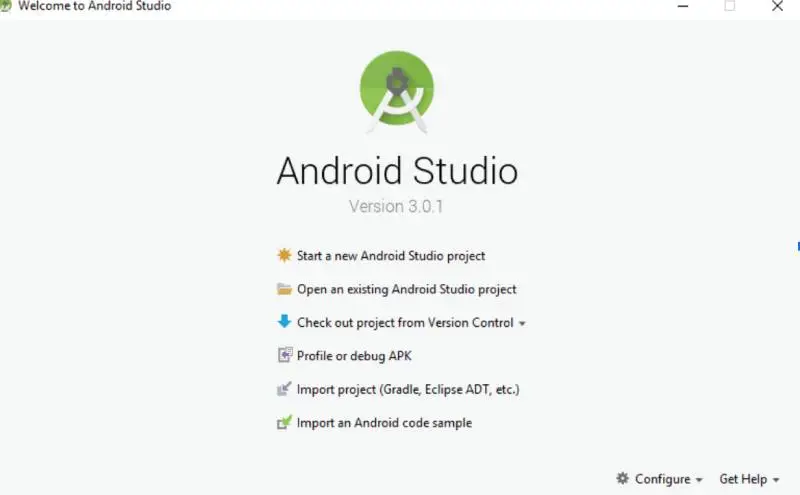 Welcome to Android Studio
Android Studio
Version 3.0.1
Start a new Android Studio project
Open an existing Android Studio project
Check out project from Version Control
Profile or debug APK
Import project (Gradle, Eclipse ADT, etc.)
Import an Android code sample
Configure Get Help